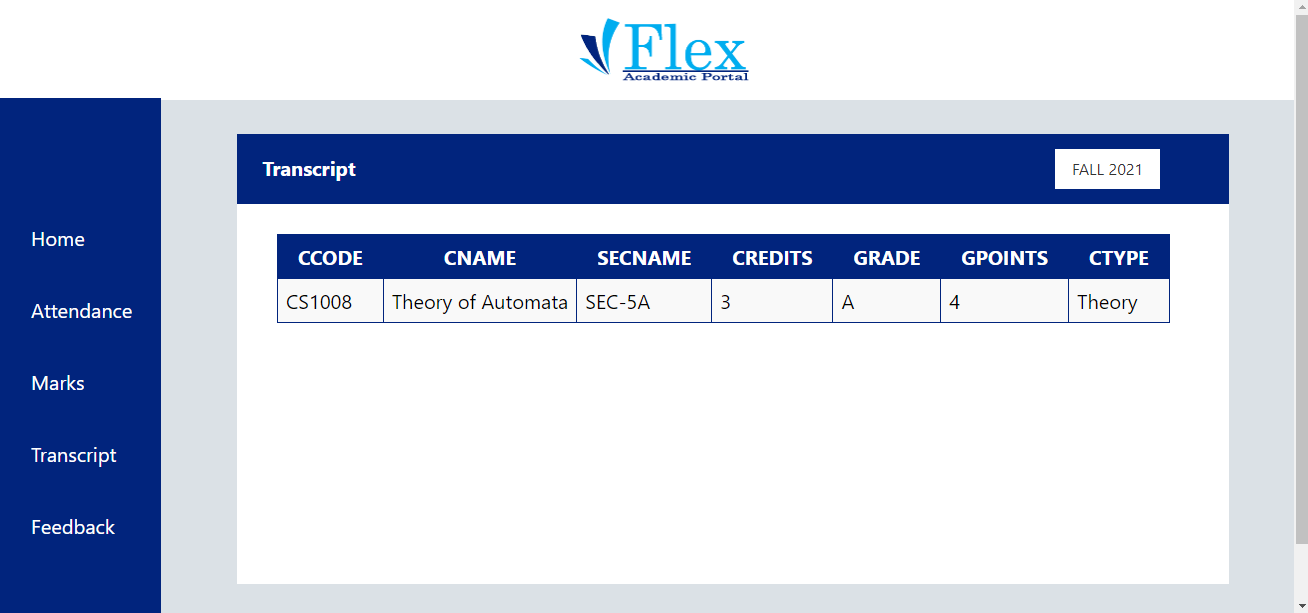 Flex
Academic Portal
Home
Attendance
Marks
Transcript
Feedback
Transcript FALL 2021
CCODE CNAME SECNAME CREDITS GRADE GPOINTS CTYPE
CS1008 Theory of Automata SEC-5A 3 A 4 Theory